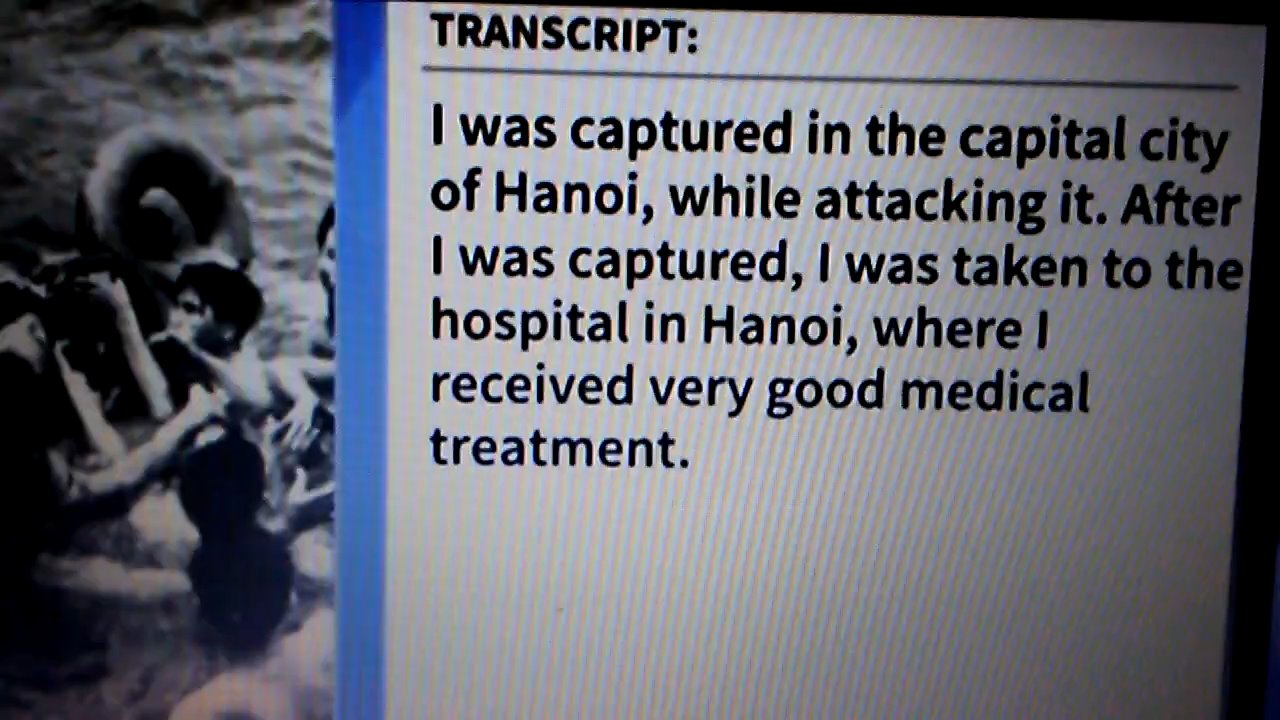 TRANSCRIPT:
I was captured in the capital city
of Hanoi, while attacking it. After
I was captured, I was taken to the
hospital in Hanoi, where I
received very good medical
treatment.